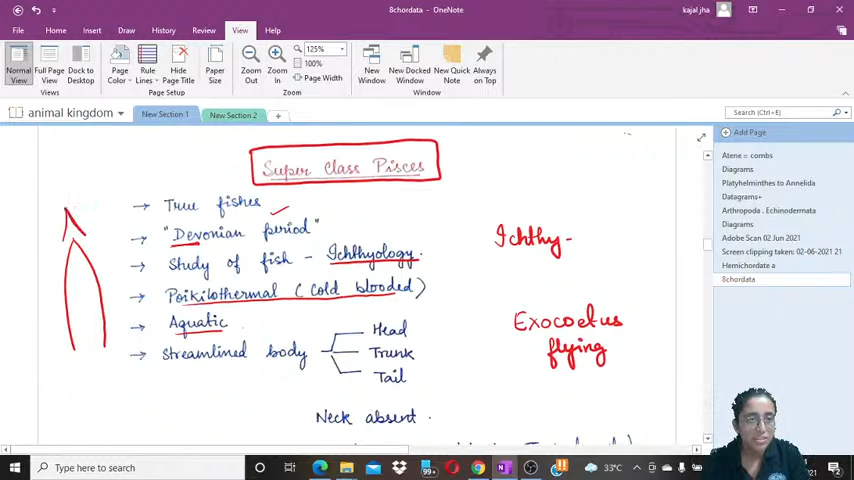 8chordata - OneNote
kajal jha
File Home Insert Draw History Review View Help
Normal View
Full Page View
Dock to Desktop
Views
Page Color
Rule Lines
Hide Page Title
Paper Size
Page Setup
Zoom Out
Zoom In
125%
100%
Page Width
Zoom
New Window
New Docked Window
New Quick Note
Always on Top
Window
animal kingdom
New Section 1
New Section 2
Search (Ctrl+E)
Add Page
Atene = combs
Diagrams
Platyhelminthes to Annelida
Datagrams+
Arthropoda . Echinodermata
Diagrams
Adobe Scan 02 Jun 2021
Screen clipping taken: 02-06-2021 21
Hemichordate a
8chordata
Super Class Pisces
→ True fishes
→ "Devonian period"
→ Study of fish - Ichthyology.
→ Poikilothermal (cold blooded)
→ Aquatic
→ Streamlined body
Head
Trunk
Tail
Neck absent.
Ichthy-
Exocoetus
flying
Type here to search
99+
33°C